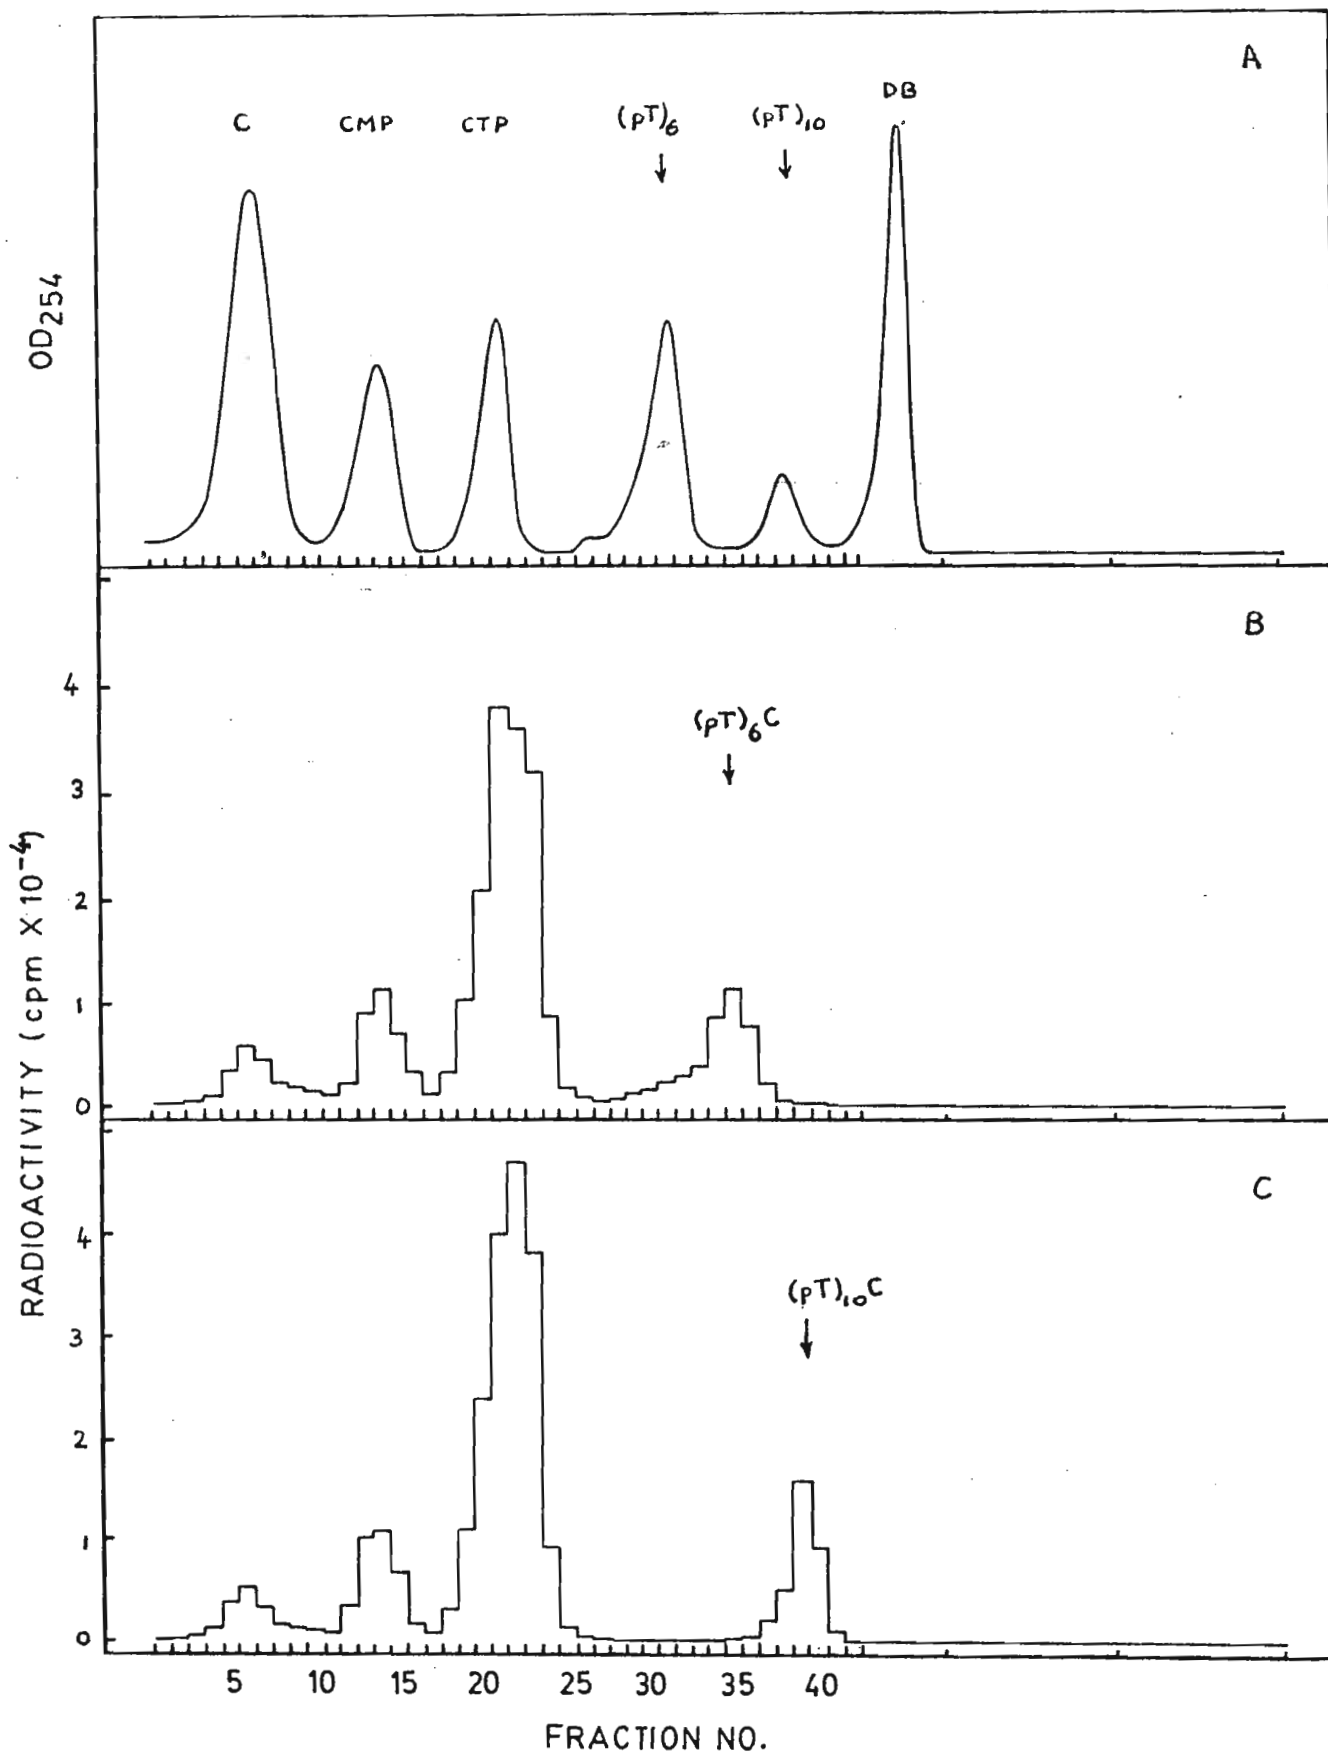 A
C CMP CTP (pT)6 (pT)10 DB
OD254
B
(pT)6C
4
3
2
1
0
RADIOACTIVITY (cpm X 10-4)
C
(pT)10C
4
3
2
1
0
5 10 15 20 25 30 35 40
FRACTION NO.